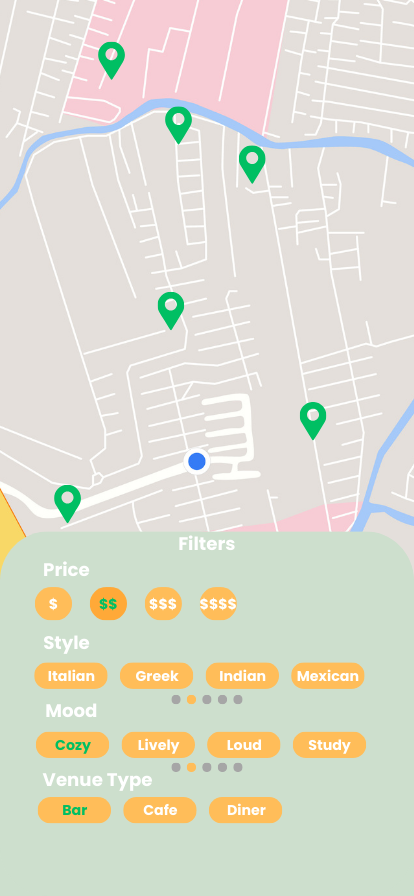 Filters
Price
$ $$ $$$ $$$$
Style
Italian Greek Indian Mexican
Mood
Cozy Lively Loud Study
Venue Type
Bar Cafe Diner